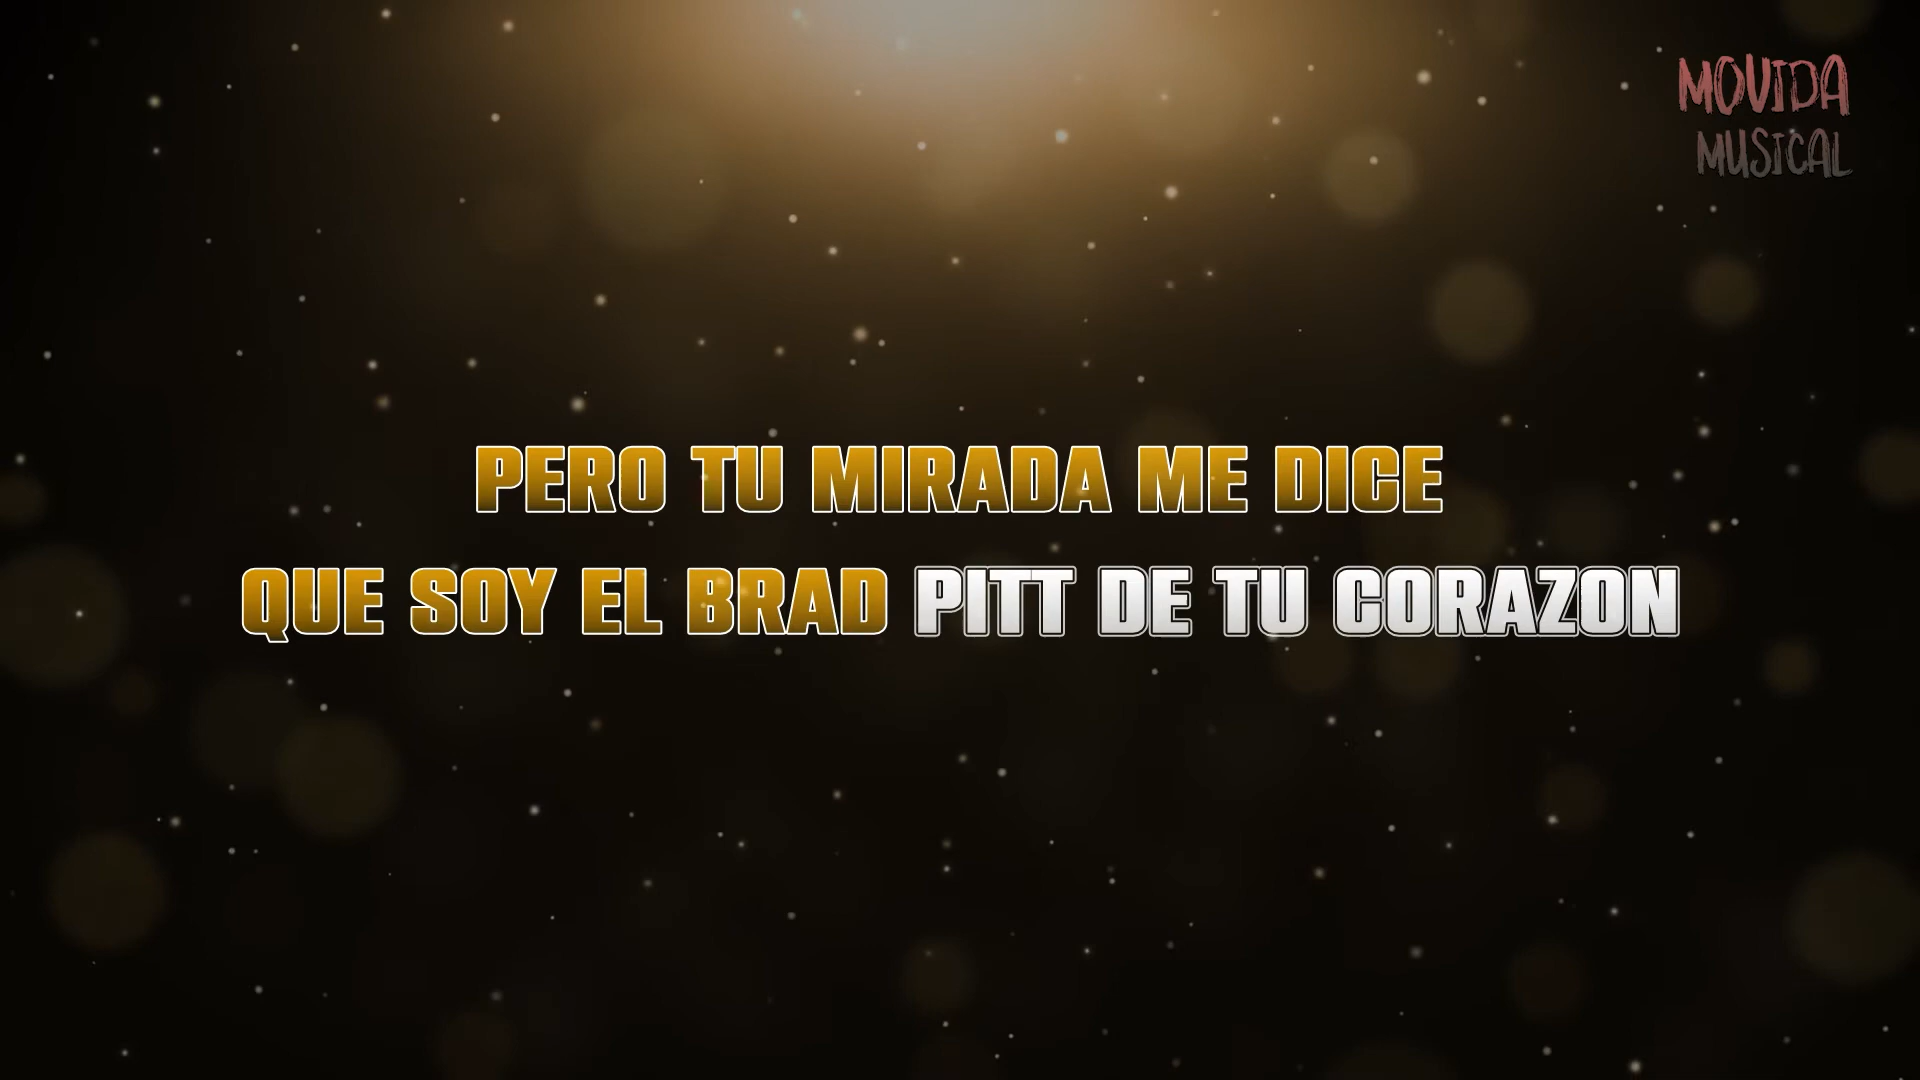 MOVIDA
MUSICAL
PERO TU MIRADA ME DICE
QUE SOY EL BRAD PITT DE TU CORAZON